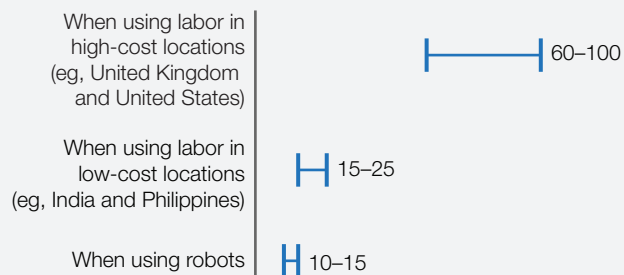 When using labor in
high-cost locations
(eg, United Kingdom
and United States)
60–100
When using labor in
low-cost locations
(eg, India and Philippines)
15–25
When using robots
10–15